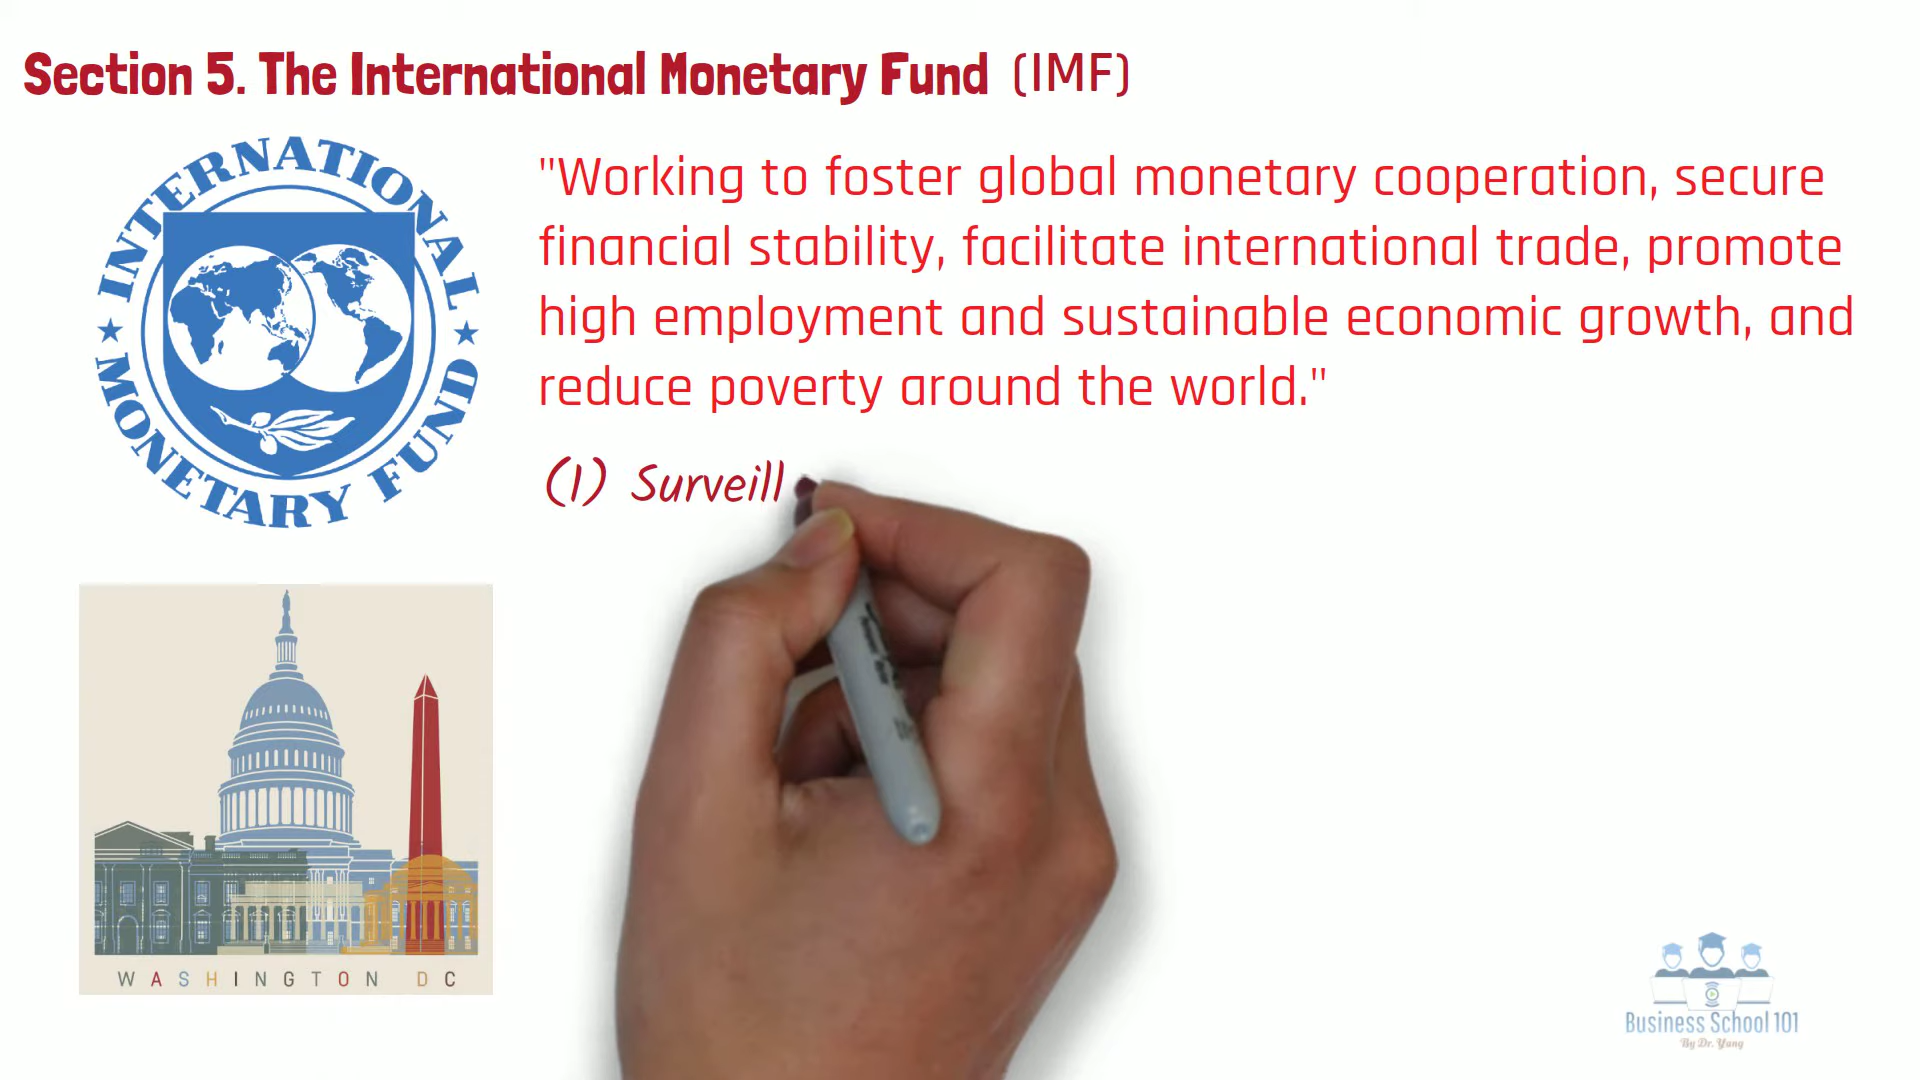 Section 5. The International Monetary Fund (IMF)
INTERNATIONAL
MONETARY FUND
"Working to foster global monetary cooperation, secure
financial stability, facilitate international trade, promote
high employment and sustainable economic growth, and
reduce poverty around the world."
(1) Surveill
WASHINGTON DC
Business School 101
By Dr. Yang